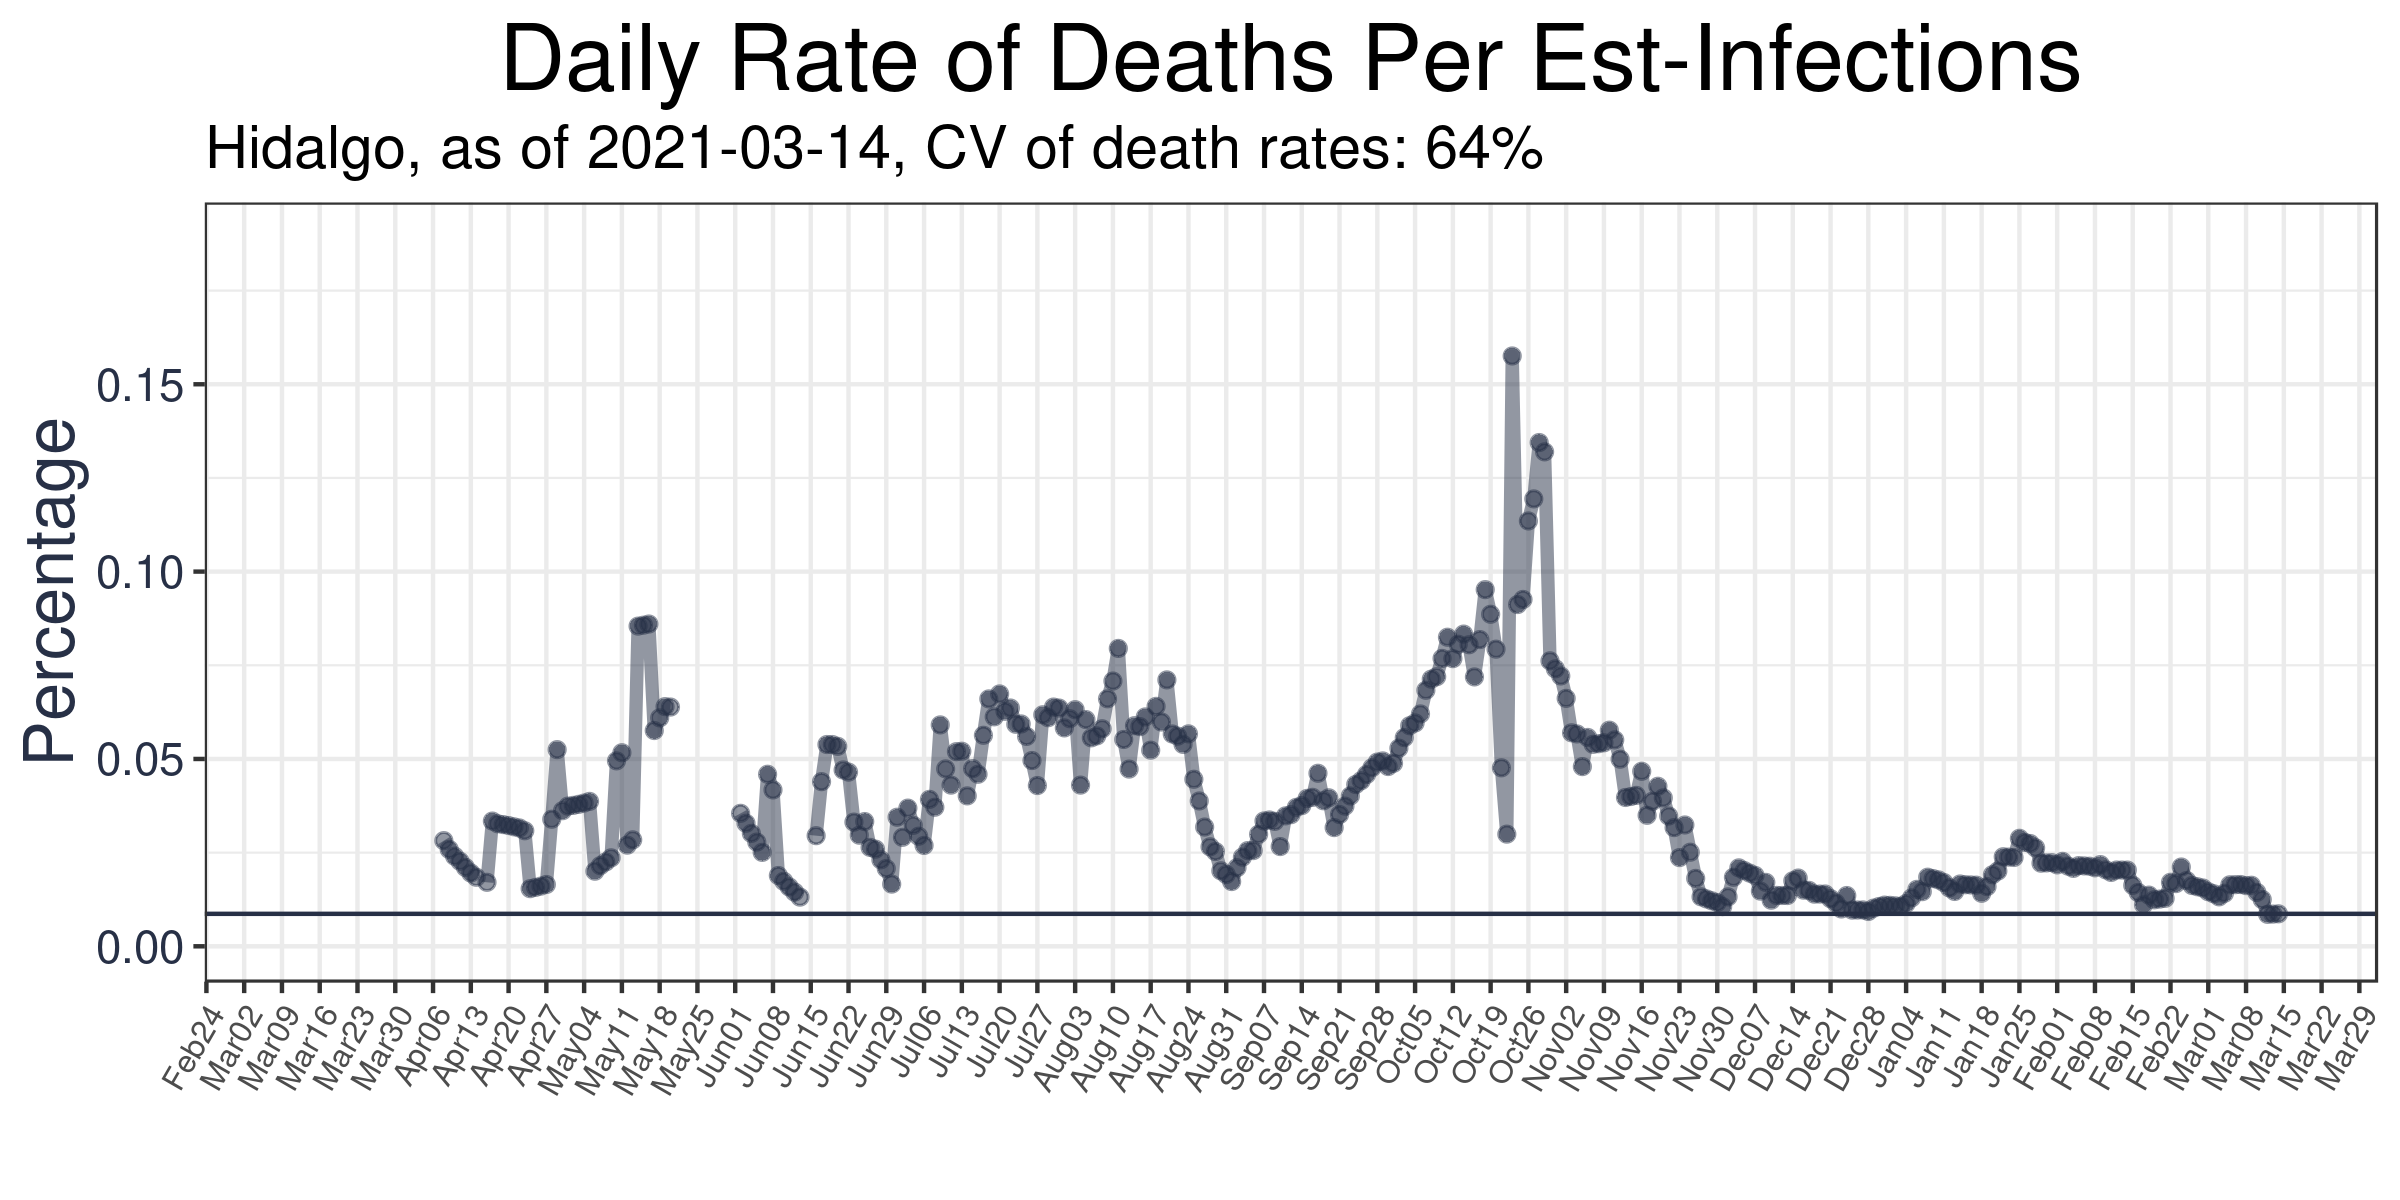 Daily Rate of Deaths Per Est-Infections
Hidalgo, as of 2021-03-14, CV of death rates: 64%
Percentage
0.15
0.10
0.05
0.00
Feb24
Mar02
Mar09
Mar16
Mar23
Mar30
Apr06
Apr13
Apr20
Apr27
May04
May11
May18
May25
Jun01
Jun08
Jun15
Jun22
Jun29
Jul06
Jul13
Jul20
Jul27
Aug03
Aug10
Aug17
Aug24
Aug31
Sep07
Sep14
Sep21
Sep28
Oct05
Oct12
Oct19
Oct26
Nov02
Nov09
Nov16
Nov23
Nov30
Dec07
Dec14
Dec21
Dec28
Jan04
Jan11
Jan18
Jan25
Feb01
Feb08
Feb15
Feb22
Mar01
Mar08
Mar15
Mar22
Mar29